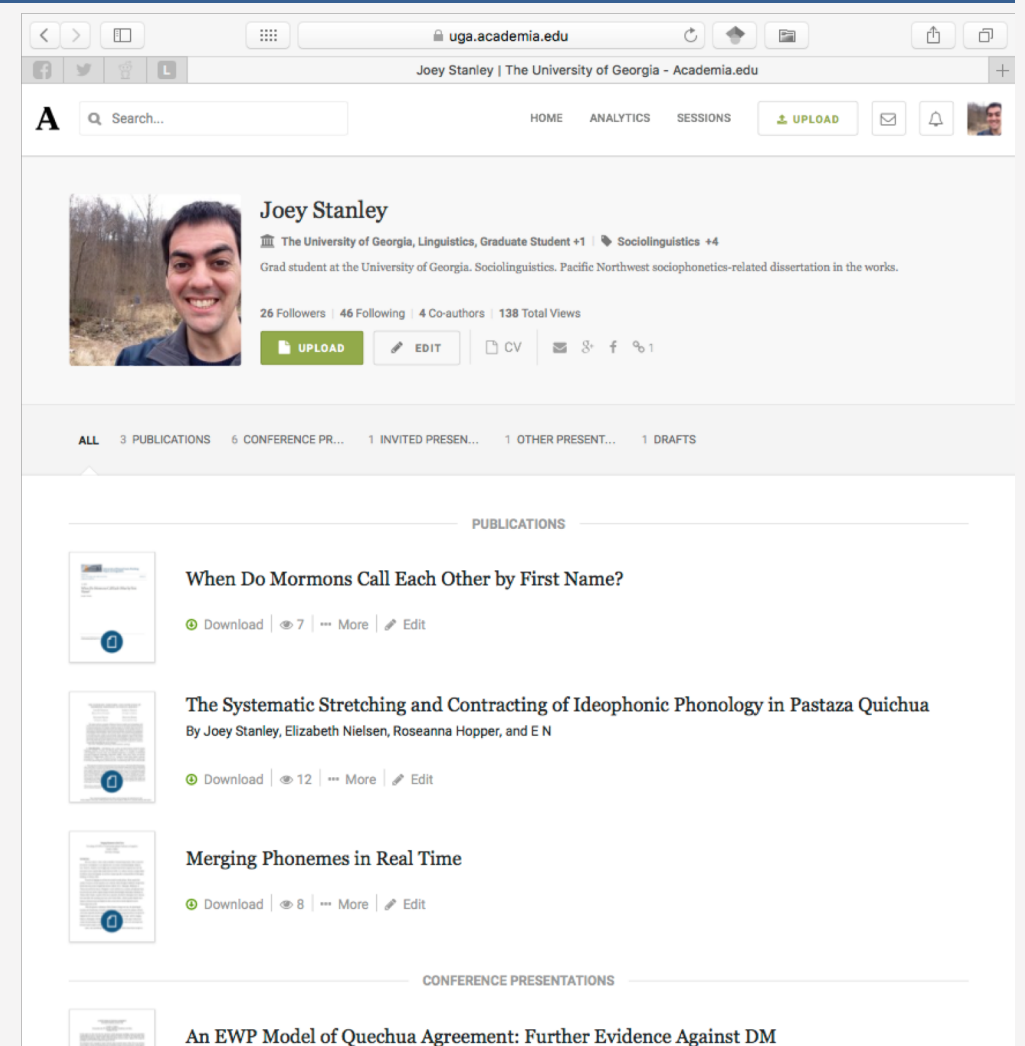 uga.academia.edu
L
Joey Stanley | The University of Georgia - Academia.edu
A
Search...
HOME ANALYTICS SESSIONS UPLOAD
Joey Stanley
The University of Georgia, Linguistics, Graduate Student +1 | Sociolinguistics +4
Grad student at the University of Georgia. Sociolinguistics. Pacific Northwest sociophonetics-related dissertation in the works.
26 Followers | 46 Following | 4 Co-authors | 138 Total Views
UPLOAD EDIT CV 1
ALL 3 PUBLICATIONS 6 CONFERENCE PR... 1 INVITED PRESEN... 1 OTHER PRESENT... 1 DRAFTS
PUBLICATIONS
When Do Mormons Call Each Other by First Name?
Download 7 More Edit
The Systematic Stretching and Contracting of Ideophonic Phonology in Pastaza Quichua
By Joey Stanley, Elizabeth Nielsen, Roseanna Hopper, and E N
Download 12 More Edit
Merging Phonemes in Real Time
Download 8 More Edit
CONFERENCE PRESENTATIONS
An EWP Model of Quechua Agreement: Further Evidence Against DM